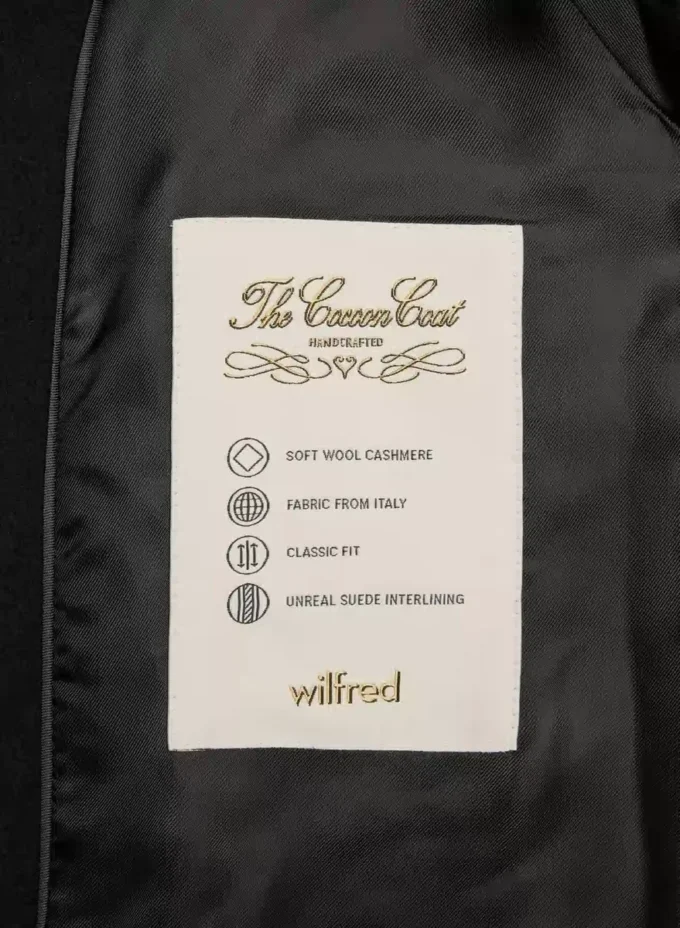 The Cocoon Coat
HANDCRAFTED
SOFT WOOL CASHMERE
FABRIC FROM ITALY
CLASSIC FIT
UNREAL SUEDE INTERLINING
wilfred